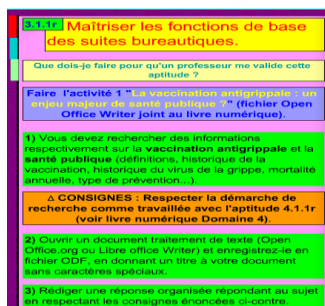 3.1.1r Maîtriser les fonctions de base
des suites bureautiques.
Que dois-je faire pour qu'un professeur me valide cette
aptitude ?
Faire l'activité 1 "La vaccination antigrippale : un
enjeu majeur de santé publique ?" (fichier Open
Office Writer joint au livre numérique).
1) Vous devez rechercher des informations
respectivement sur la vaccination antigrippale et la
santé publique (définitions, historique de la
vaccination, historique du virus de la grippe, mortalité
annuelle, type de prévention...).
Δ CONSIGNES : Respecter la démarche de
recherche comme travaillée avec l'aptitude 4.1.1r
(voir livre numérique Domaine 4).
2) Ouvrir un document traitement de texte (Open
Office.org ou Libre office Writer) et enregistrez-le en
fichier ODF, en donnant un titre à votre document
sans caractères spéciaux.
3) Rédiger une réponse organisée répondant au sujet
en respectant les consignes énoncées ci-contre.